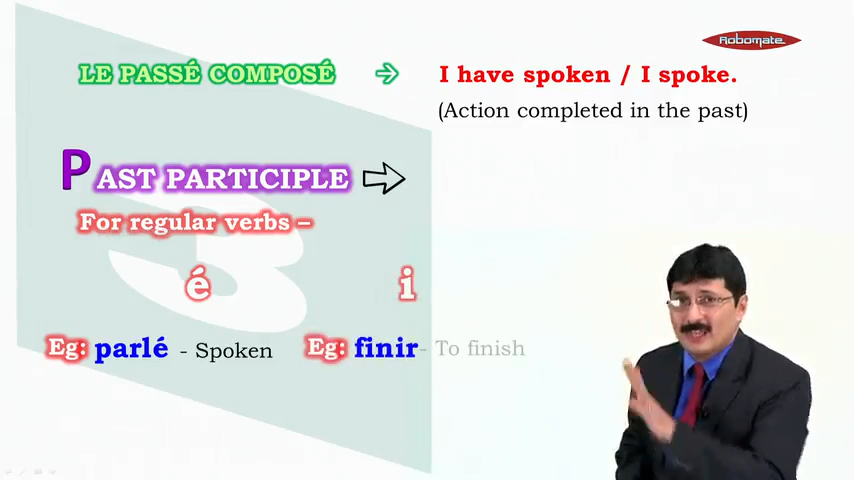 Robomate
LE PASSÉ COMPOSÉ I have spoken / I spoke.
(Action completed in the past)
PAST PARTICIPLE
For regular verbs –
é i
Eg: parlé - Spoken Eg: finir - To finish